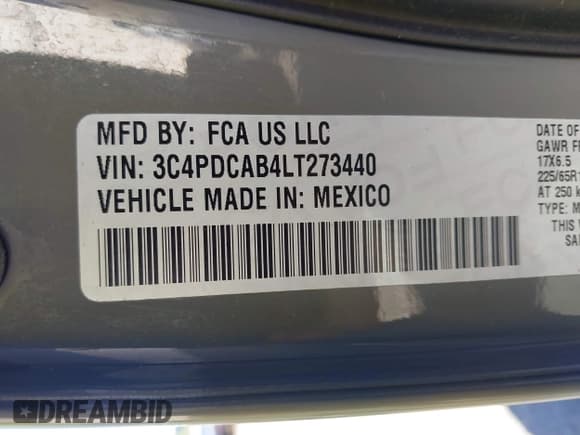 MFD BY: FCA US LLC
VIN: 3C4PDCAB4LT273440
VEHICLE MADE IN: MEXICO
DATE OF
GAWR FR
17X6.5
225/65R1
AT 250 k
TYPE: M
THIS V
SA
DREAMBID